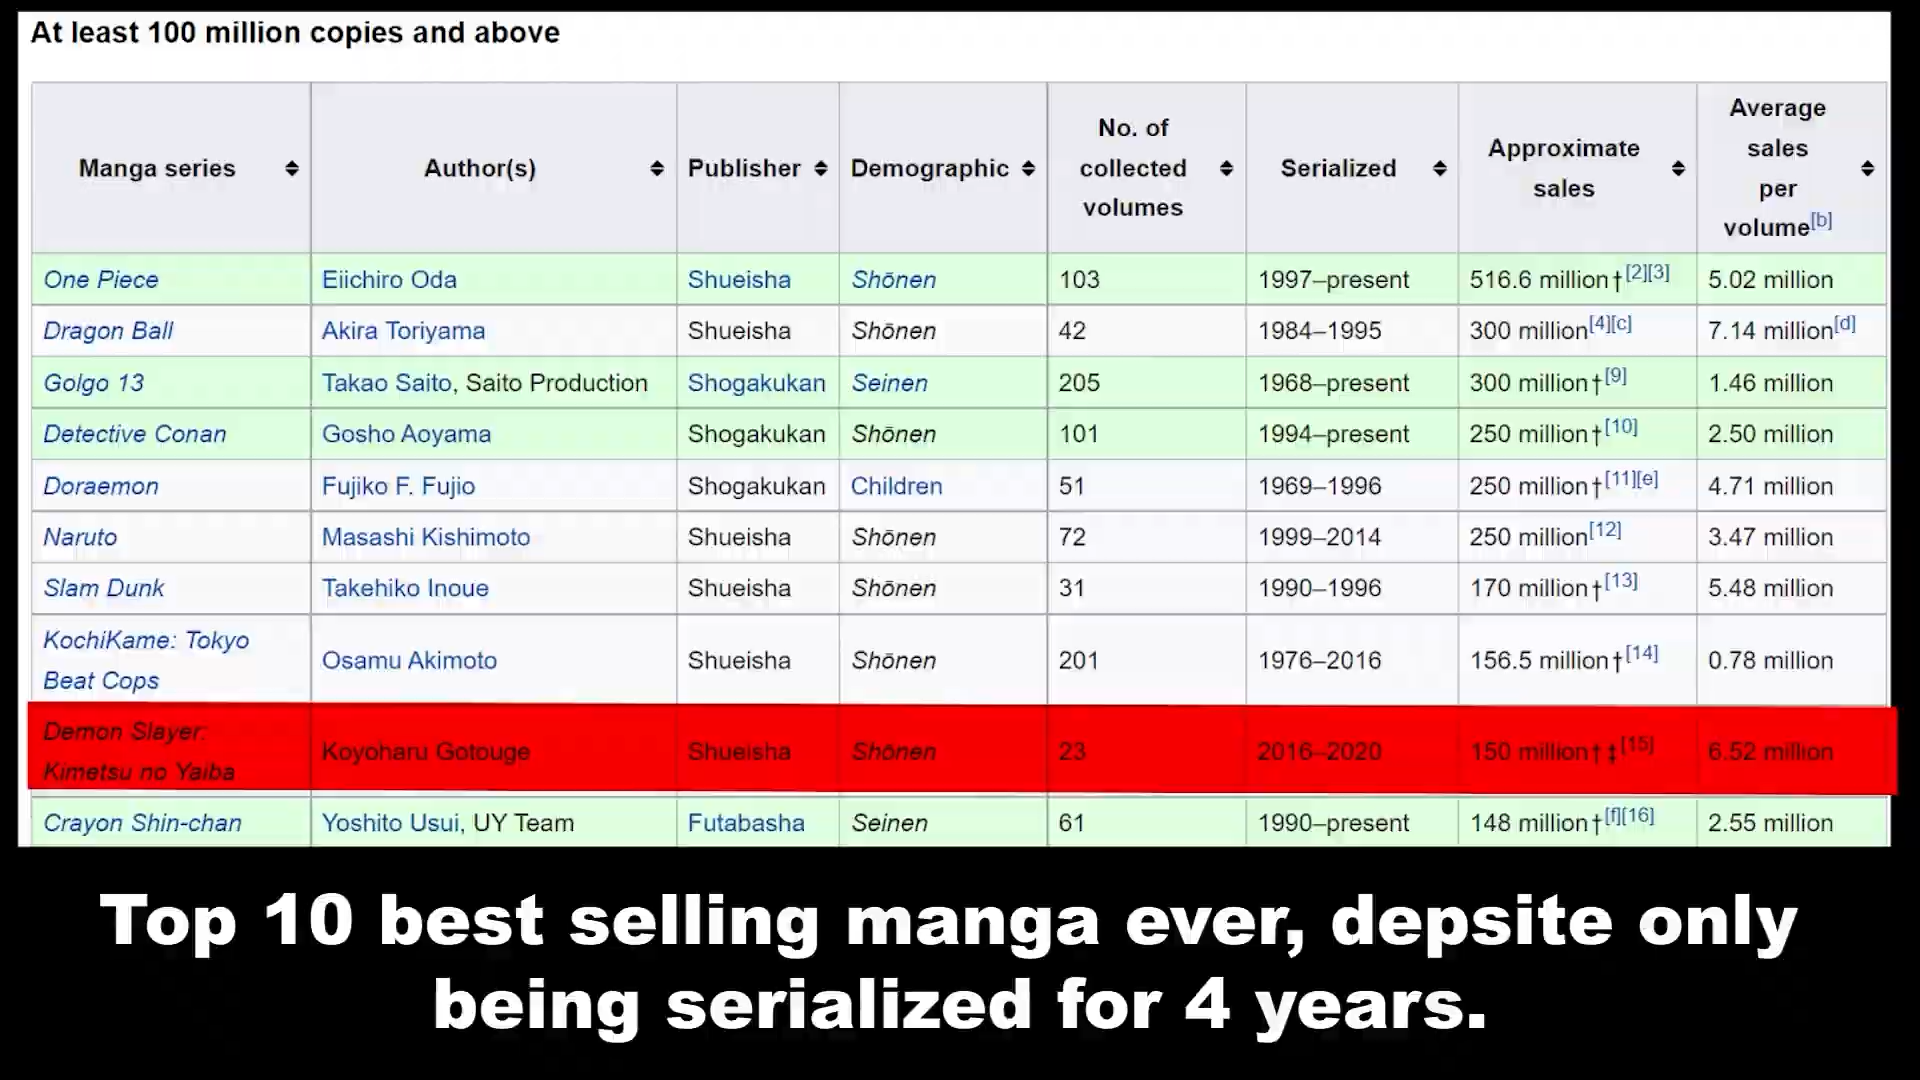 At least 100 million copies and above
Manga series Author(s) Publisher Demographic No. of collected volumes Serialized Approximate sales Average sales per volume[b]
One Piece Eiichiro Oda Shueisha Shōnen 103 1997–present 516.6 million†[2][3] 5.02 million
Dragon Ball Akira Toriyama Shueisha Shōnen 42 1984–1995 300 million[4][c] 7.14 million[d]
Golgo 13 Takao Saito, Saito Production Shogakukan Seinen 205 1968–present 300 million†[9] 1.46 million
Detective Conan Gosho Aoyama Shogakukan Shōnen 101 1994–present 250 million†[10] 2.50 million
Doraemon Fujiko F. Fujio Shogakukan Children 51 1969–1996 250 million†[11][e] 4.71 million
Naruto Masashi Kishimoto Shueisha Shōnen 72 1999–2014 250 million[12] 3.47 million
Slam Dunk Takehiko Inoue Shueisha Shōnen 31 1990–1996 170 million†[13] 5.48 million
KochiKame: Tokyo Beat Cops Osamu Akimoto Shueisha Shōnen 201 1976–2016 156.5 million†[14] 0.78 million
Demon Slayer: Kimetsu no Yaiba Koyoharu Gotouge Shueisha Shōnen 23 2016–2020 150 million† ‡[15] 6.52 million
Crayon Shin-chan Yoshito Usui, UY Team Futabasha Seinen 61 1990–present 148 million†[f][16] 2.55 million
Top 10 best selling manga ever, depsite only
being serialized for 4 years.